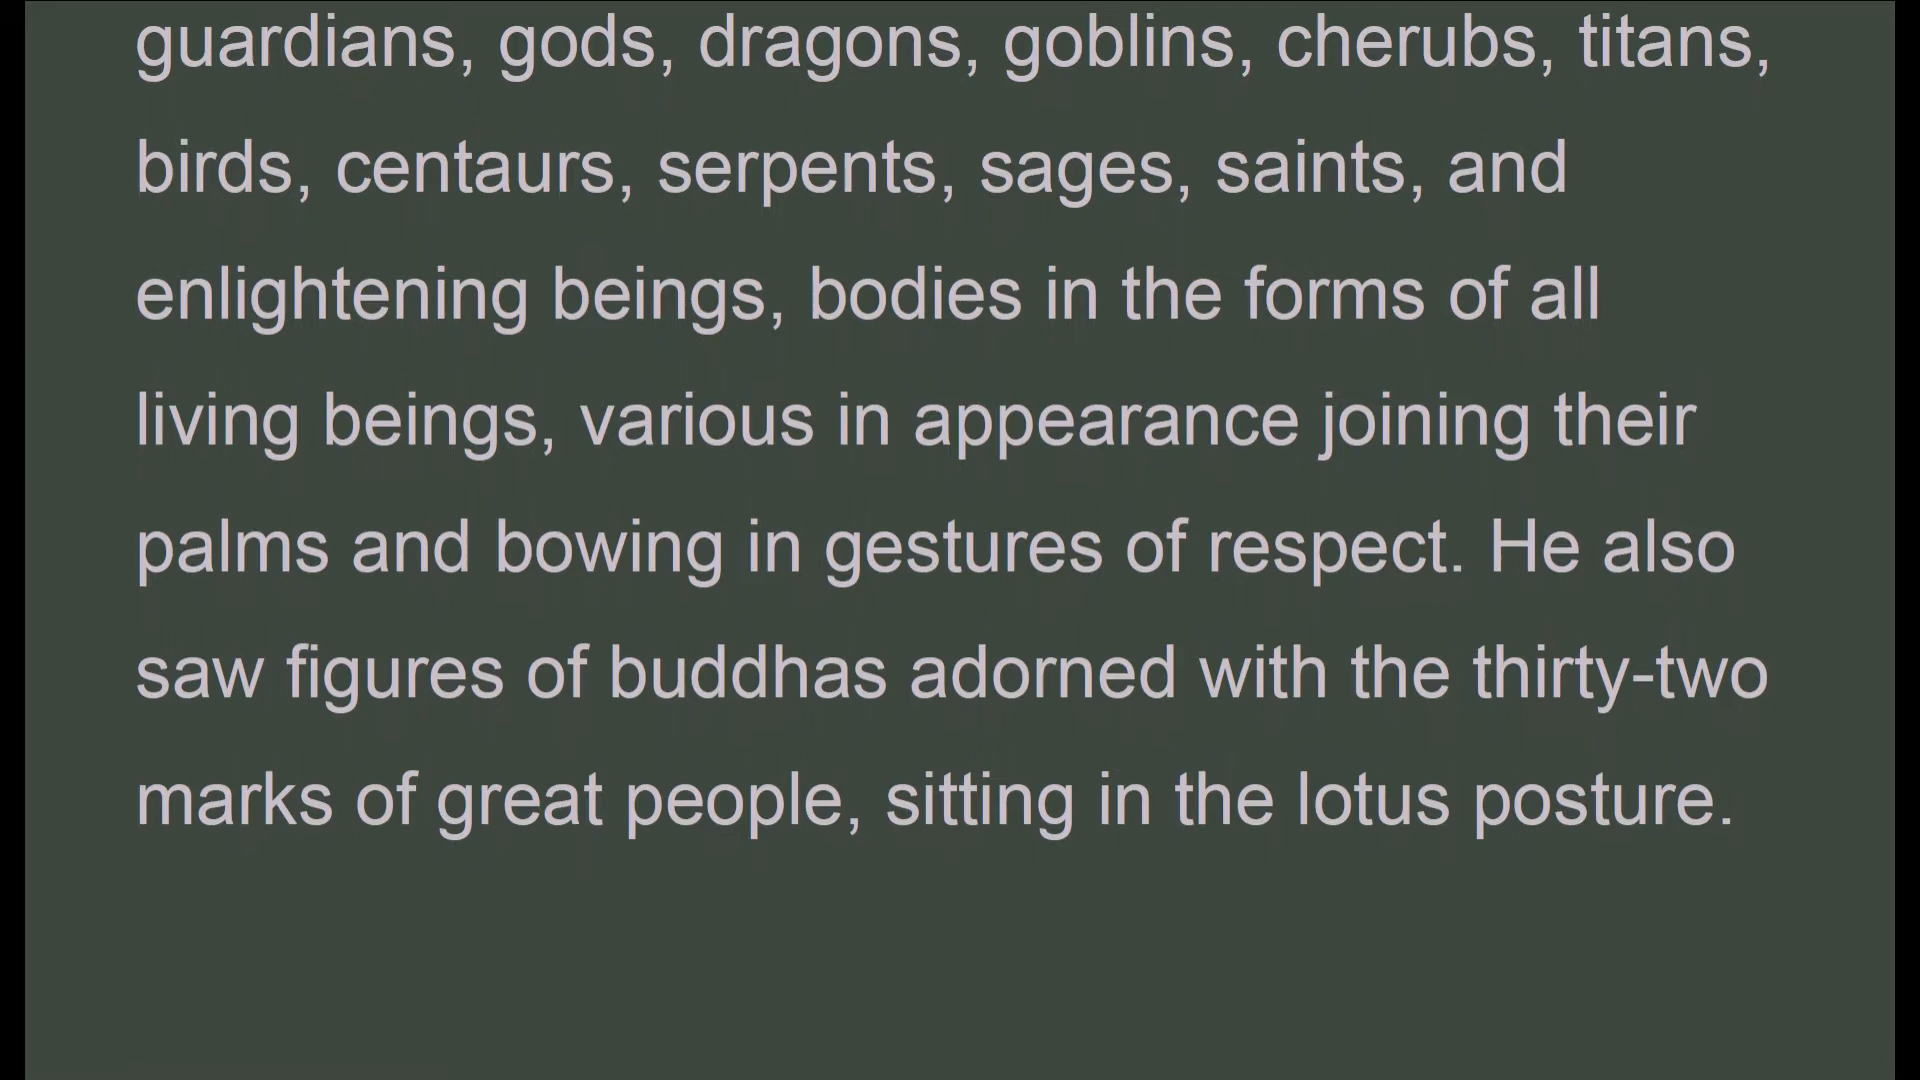 guardians, gods, dragons, goblins, cherubs, titans,
birds, centaurs, serpents, sages, saints, and
enlightening beings, bodies in the forms of all
living beings, various in appearance joining their
palms and bowing in gestures of respect. He also
saw figures of buddhas adorned with the thirty-two
marks of great people, sitting in the lotus posture.